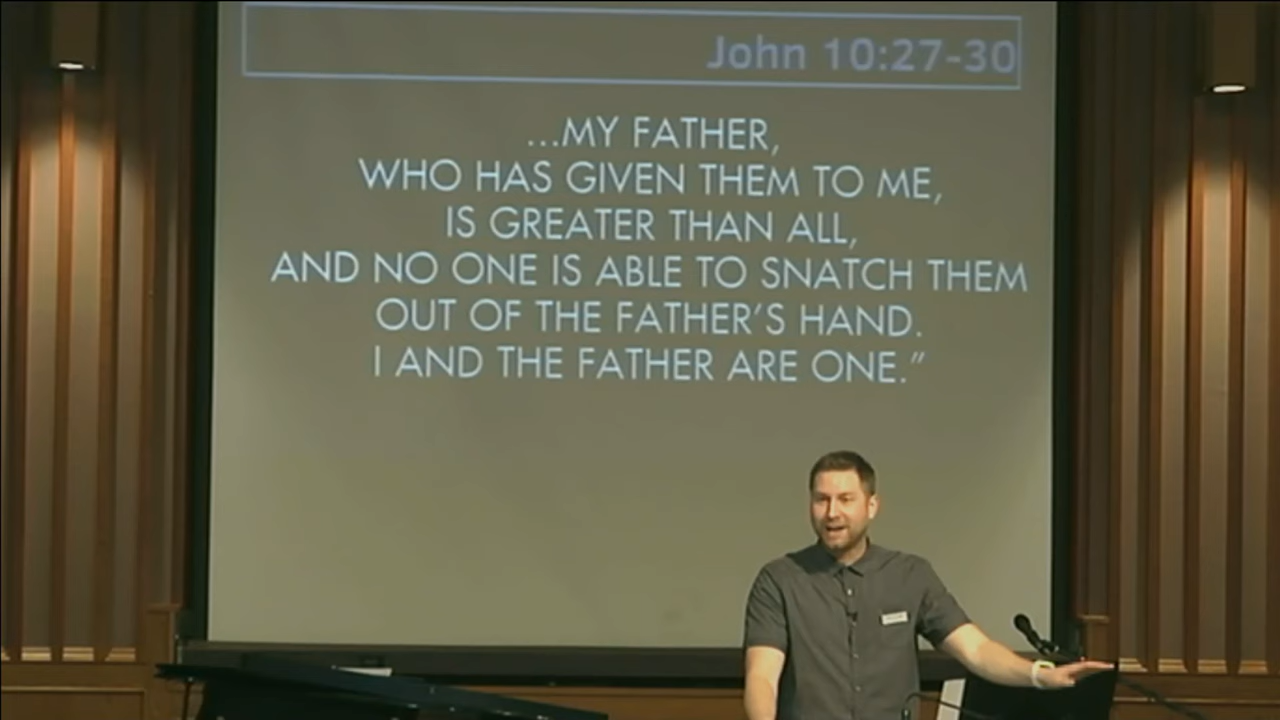 John 10:27-30
...MY FATHER,
WHO HAS GIVEN THEM TO ME,
IS GREATER THAN ALL,
AND NO ONE IS ABLE TO SNATCH THEM
OUT OF THE FATHER'S HAND.
I AND THE FATHER ARE ONE.”